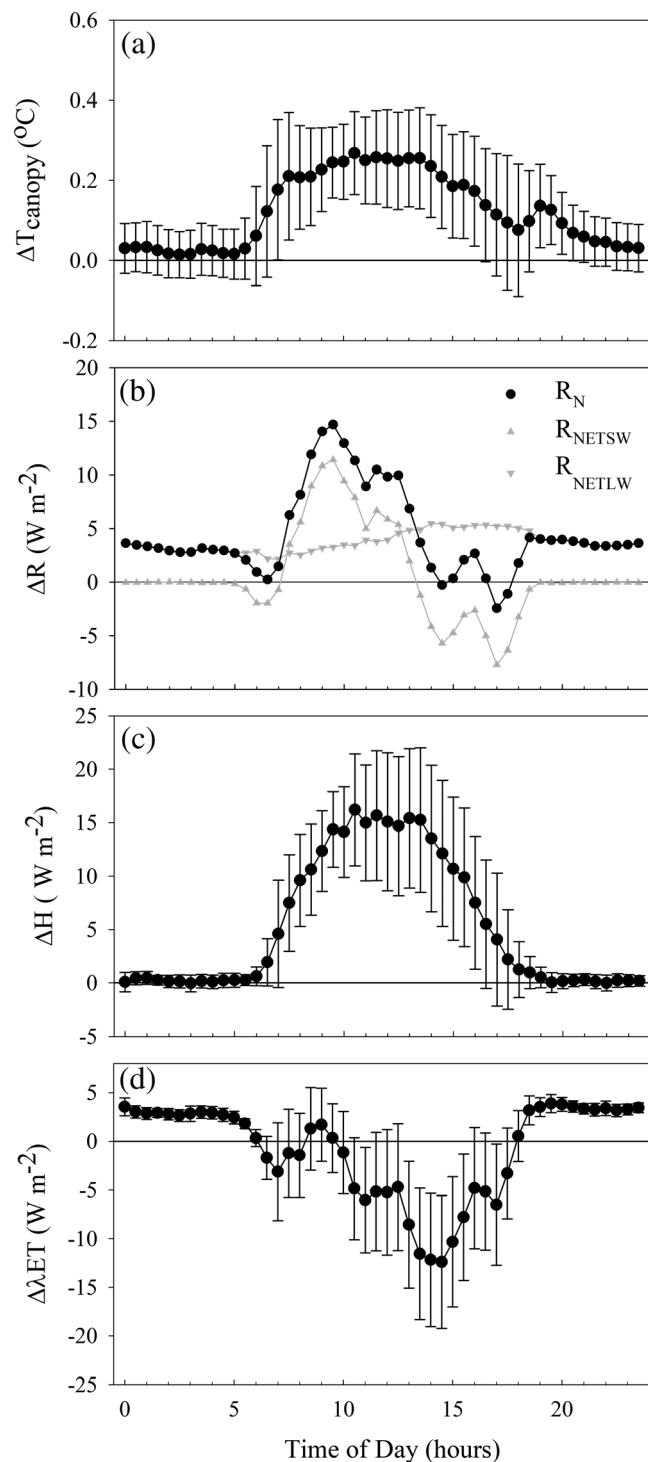 (a)
0.6
0.4
0.2
0.0
-0.2
ΔTcanopy (°C)
(b)
20
15
10
5
0
-5
-10
ΔR (W m-2)
RN
RNETSW
RNETLW
(c)
25
20
15
10
5
0
-5
ΔH ( W m-2)
(d)
5
0
-5
-10
-15
-20
-25
ΔλET (W m-2)
0 5 10 15 20
Time of Day (hours)